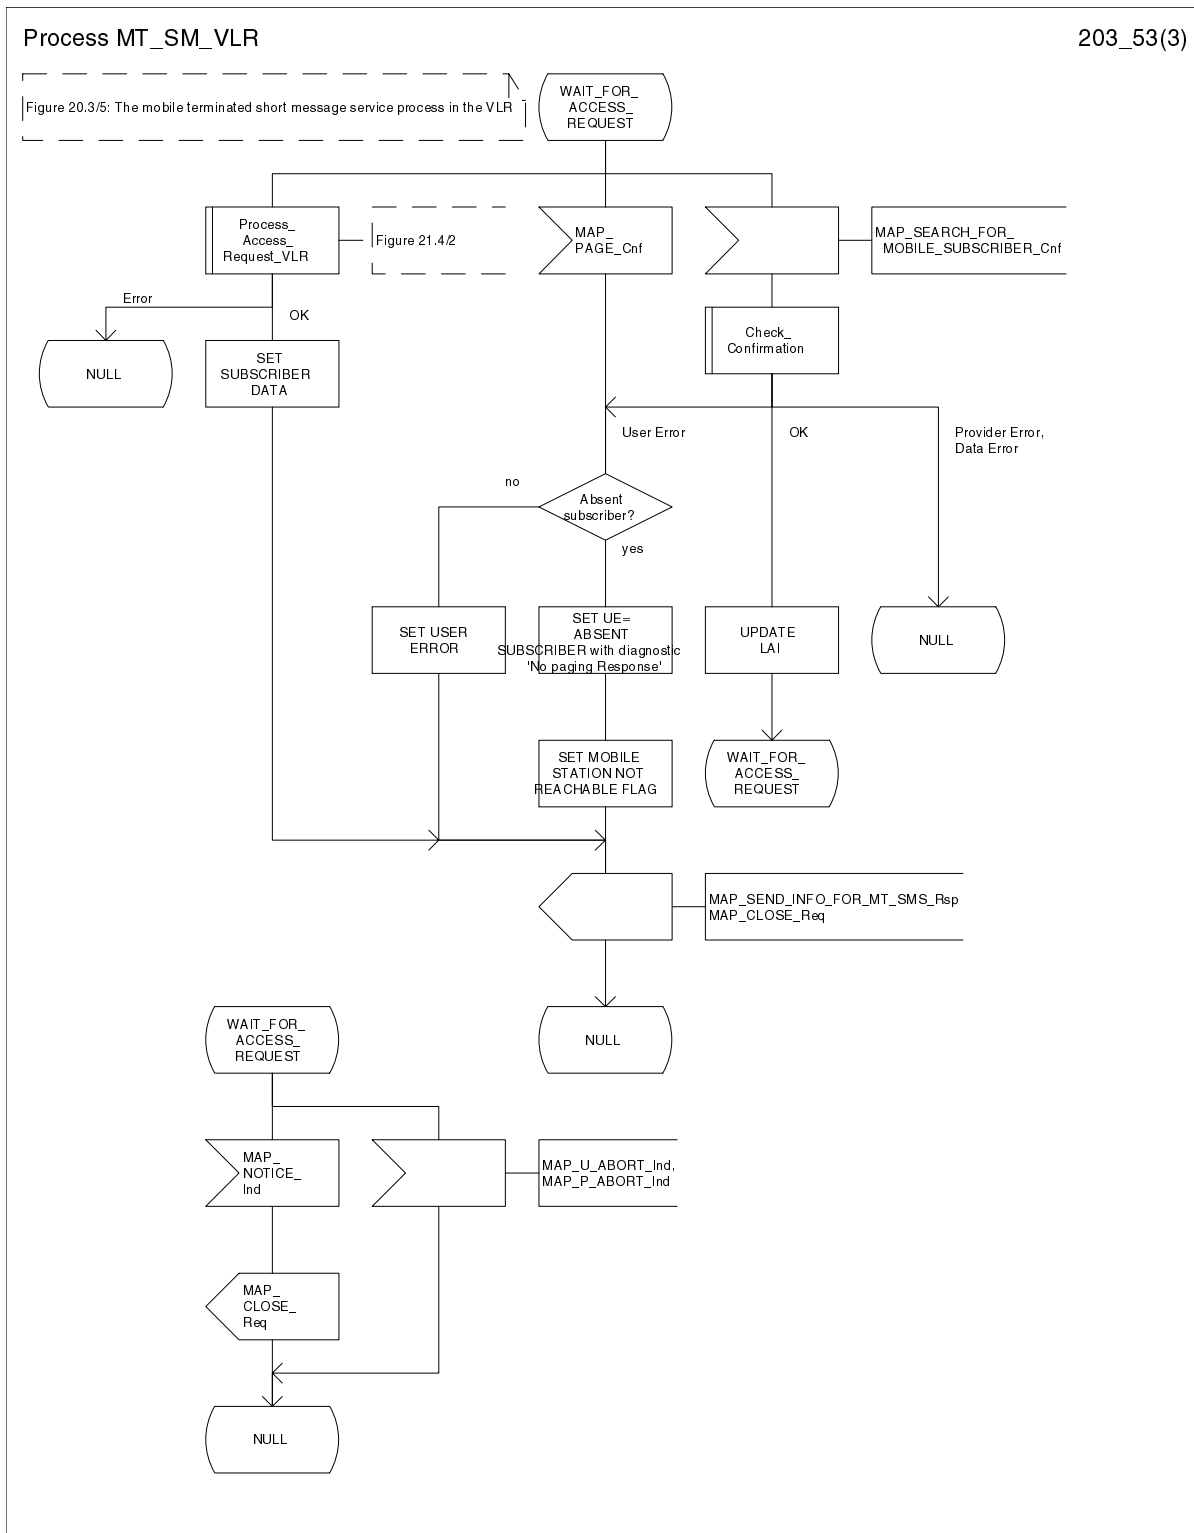 Process MT_SM_VLR
203_53(3)
Figure 20.3/5: The mobile terminated short message service process in the VLR
WAIT_FOR_
ACCESS_
REQUEST
Process_
Access_
Request_VLR
Figure 21.4/2
MAP_
PAGE_Cnf
MAP_SEARCH_FOR_
MOBILE_SUBSCRIBER_Cnf
Error
OK
Check_
Confirmation
NULL
SET
SUBSCRIBER
DATA
User Error
OK
Provider Error,
Data Error
no
Absent
subscriber?
yes
SET USER
ERROR
SET UE=
ABSENT
SUBSCRIBER with diagnostic
'No paging Response'
UPDATE
LAI
NULL
SET MOBILE
STATION NOT
REACHABLE FLAG
WAIT_FOR_
ACCESS_
REQUEST
MAP_SEND_INFO_FOR_MT_SMS_Rsp
MAP_CLOSE_Req
WAIT_FOR_
ACCESS_
REQUEST
NULL
MAP_
NOTICE_
Ind
MAP_U_ABORT_Ind,
MAP_P_ABORT_Ind
MAP_
CLOSE_
Req
NULL